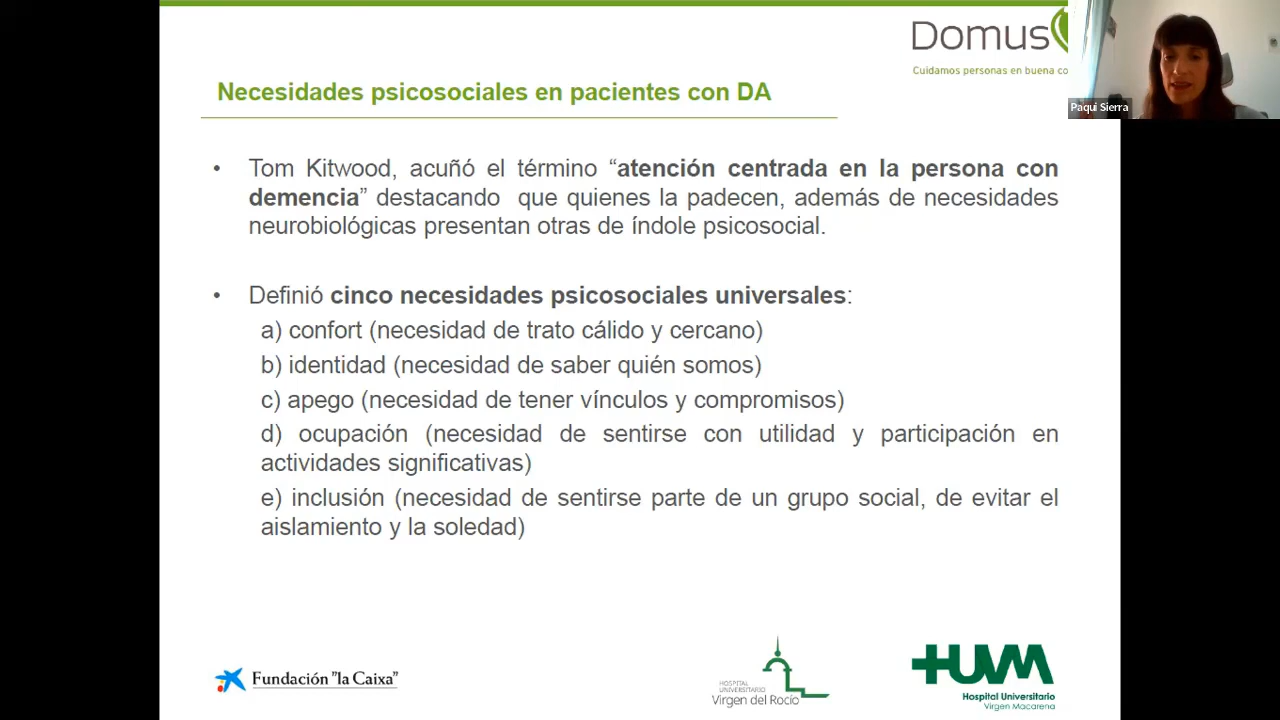 Domus
Cuidamos personas en buena co
Paqui Sierra
Necesidades psicosociales en pacientes con DA
• Tom Kitwood, acuñó el término “atención centrada en la persona con
demencia” destacando que quienes la padecen, además de necesidades
neurobiológicas presentan otras de índole psicosocial.
• Definió cinco necesidades psicosociales universales:
a) confort (necesidad de trato cálido y cercano)
b) identidad (necesidad de saber quién somos)
c) apego (necesidad de tener vínculos y compromisos)
d) ocupación (necesidad de sentirse con utilidad y participación en
actividades significativas)
e) inclusión (necesidad de sentirse parte de un grupo social, de evitar el
aislamiento y la soledad)
Fundación "la Caixa"
HOSPITAL
UNIVERSITARIO
Virgen del Rocío
HUVM
Hospital Universitario
Virgen Macarena